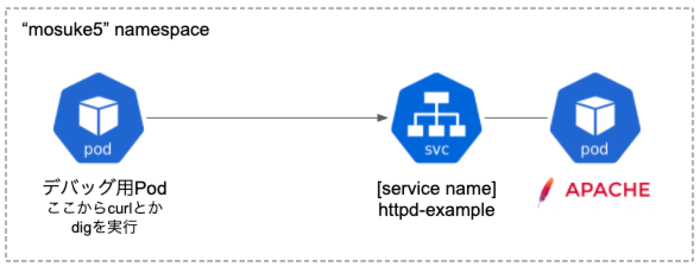 “mosuke5” namespace
pod
デバッグ用Pod
ここからcurlとか
digを実行
svc
[service name]
httpd-example
pod
APACHE